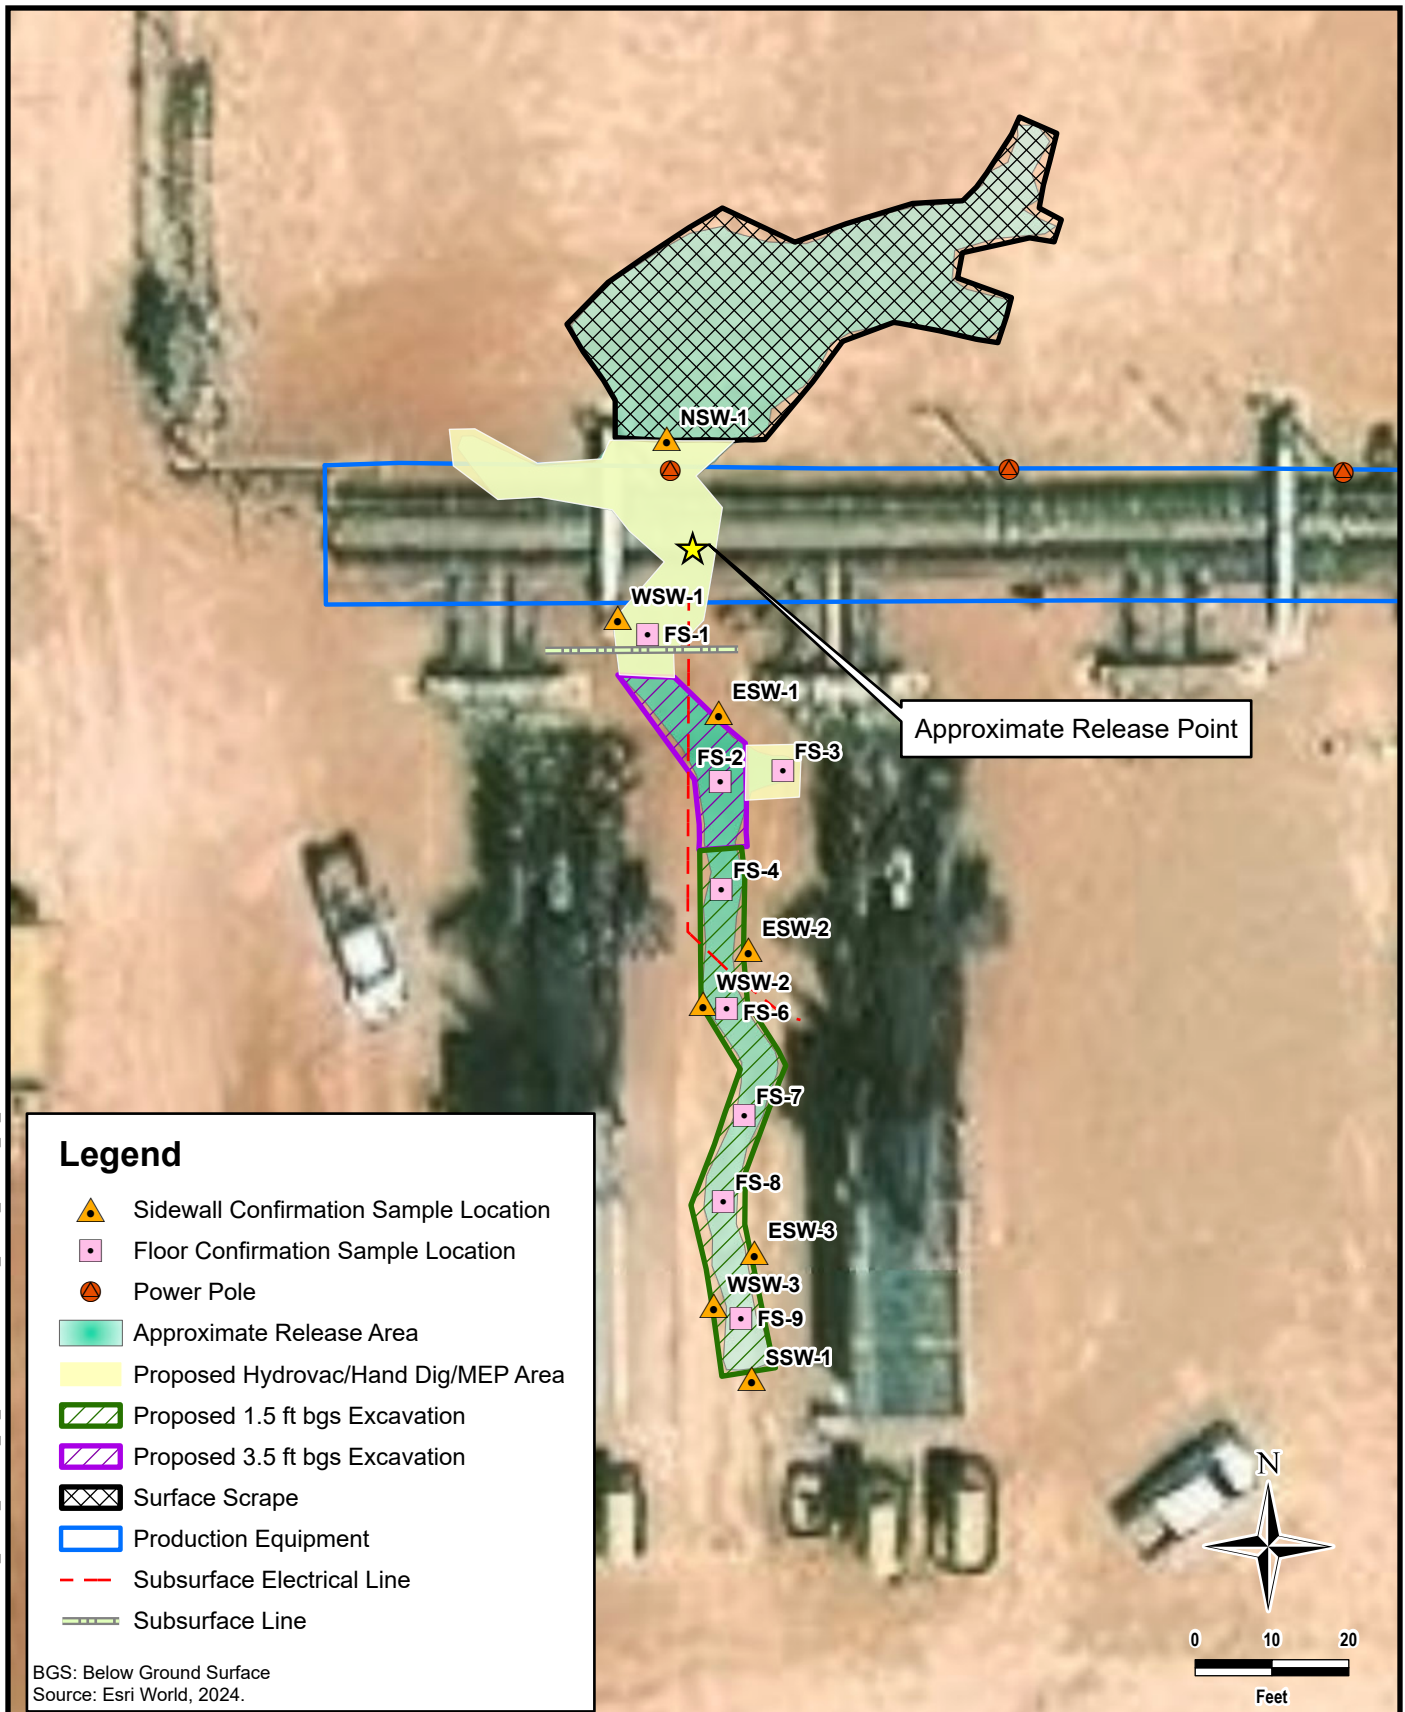 NSW-1
WSW-1
FS-1
ESW-1
Approximate Release Point
FS-2
FS-3
FS-4
ESW-2
WSW-2
FS-6
FS-7
FS-8
ESW-3
WSW-3
FS-9
SSW-1
Legend
Sidewall Confirmation Sample Location
Floor Confirmation Sample Location
Power Pole
Approximate Release Area
Proposed Hydrovac/Hand Dig/MEP Area
Proposed 1.5 ft bgs Excavation
Proposed 3.5 ft bgs Excavation
Surface Scrape
Production Equipment
Subsurface Electrical Line
Subsurface Line
BGS: Below Ground Surface
Source: Esri World, 2024.
N
0 10 20
Feet